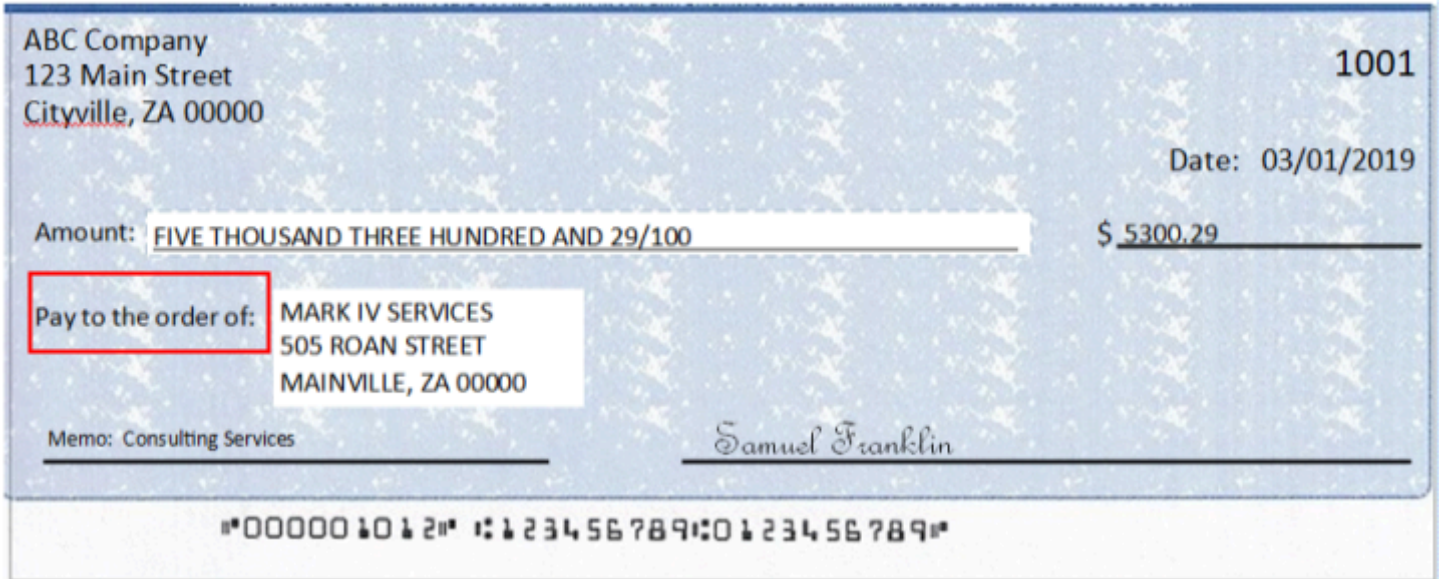 ABC Company
123 Main Street
Cityville, ZA 00000
1001
Date: 03/01/2019
Amount: FIVE THOUSAND THREE HUNDRED AND 29/100 $ 5300.29
Pay to the order of: MARK IV SERVICES
505 ROAN STREET
MAINVILLE, ZA 00000
Memo: Consulting Services Samuel Franklin
⑈000001012⑈ ⑆123456789⑆0123456789⑈